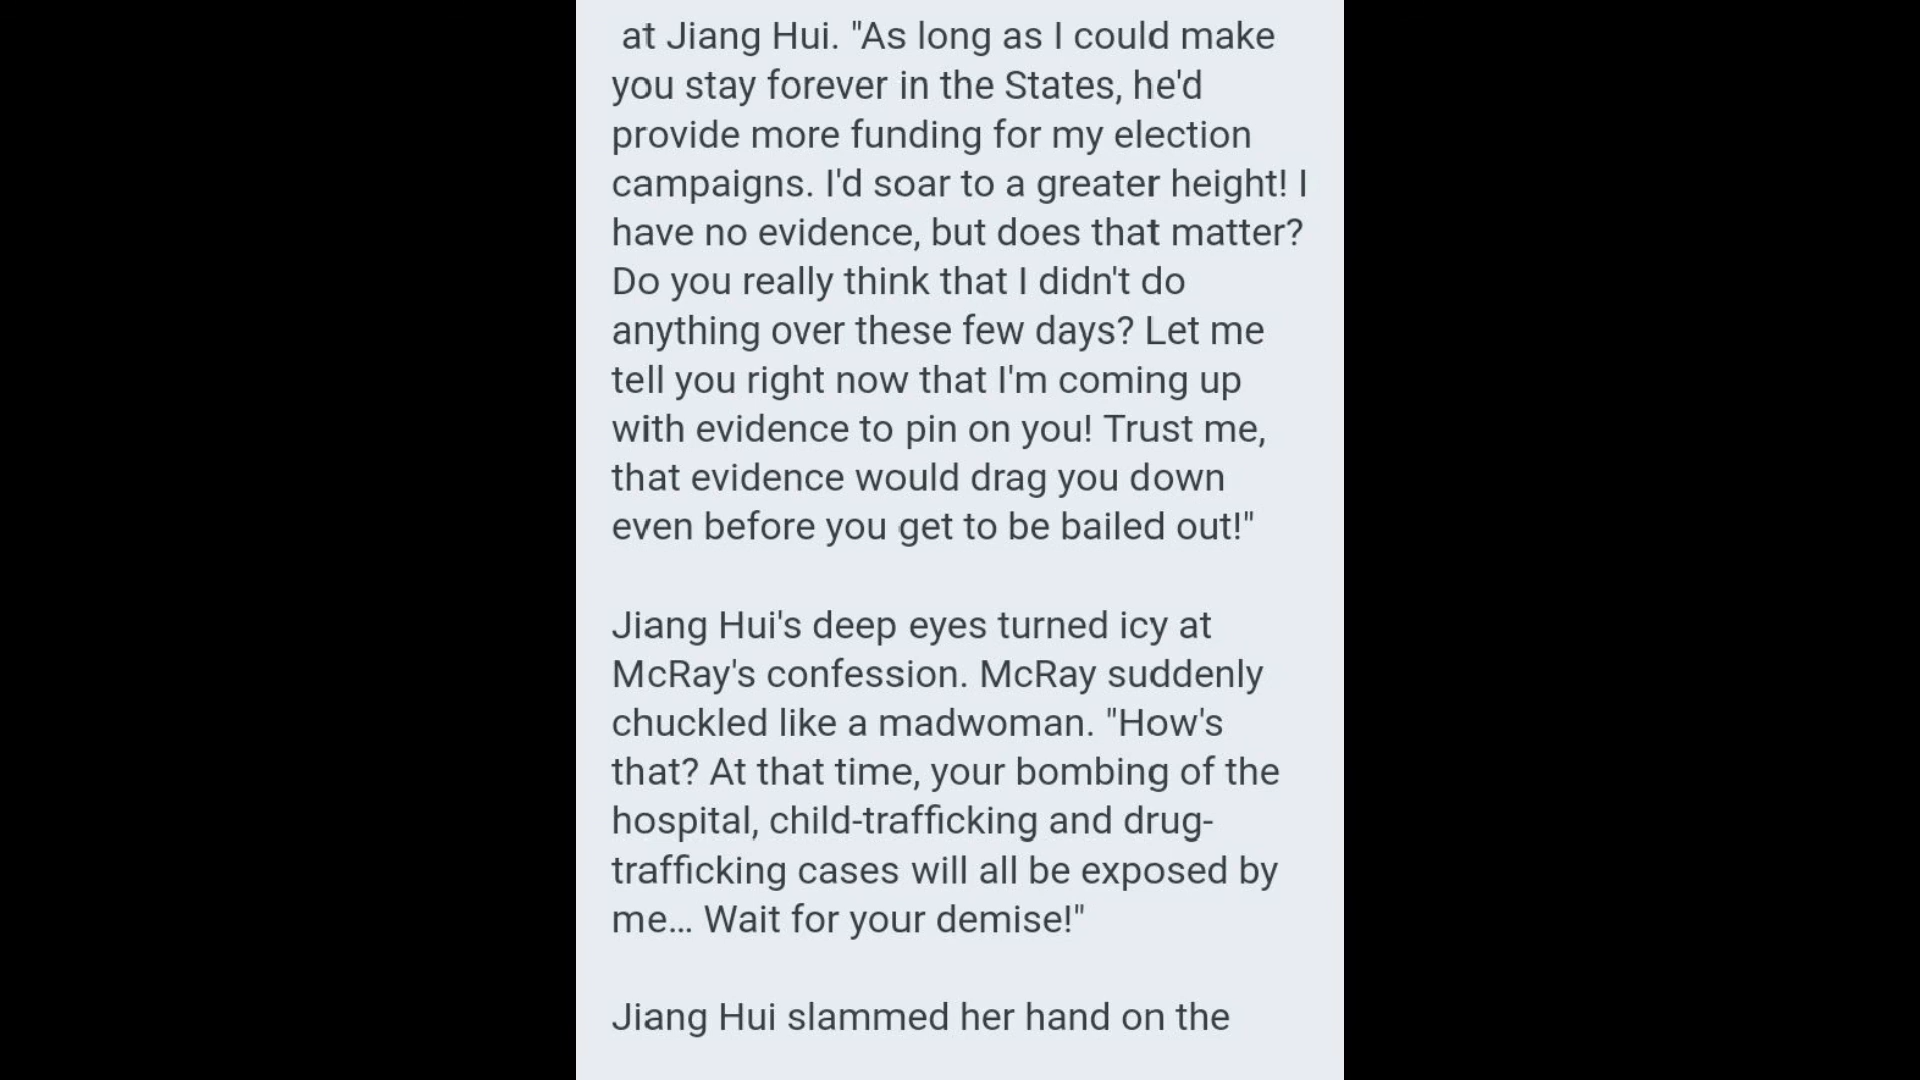 at Jiang Hui. "As long as I could make
you stay forever in the States, he'd
provide more funding for my election
campaigns. I'd soar to a greater height! I
have no evidence, but does that matter?
Do you really think that I didn't do
anything over these few days? Let me
tell you right now that I'm coming up
with evidence to pin on you! Trust me,
that evidence would drag you down
even before you get to be bailed out!"
Jiang Hui's deep eyes turned icy at
McRay's confession. McRay suddenly
chuckled like a madwoman. "How's
that? At that time, your bombing of the
hospital, child-trafficking and drug-
trafficking cases will all be exposed by
me... Wait for your demise!"
Jiang Hui slammed her hand on the